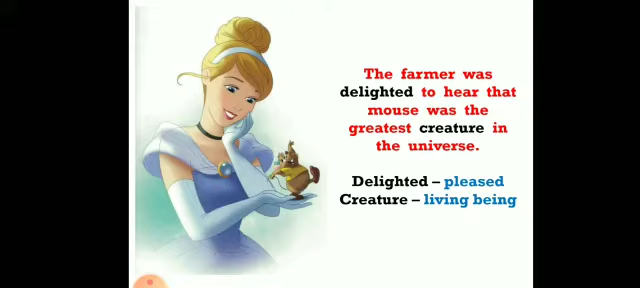 The farmer was
delighted to hear that
mouse was the
greatest creature in
the universe.
Delighted – pleased
Creature – living being